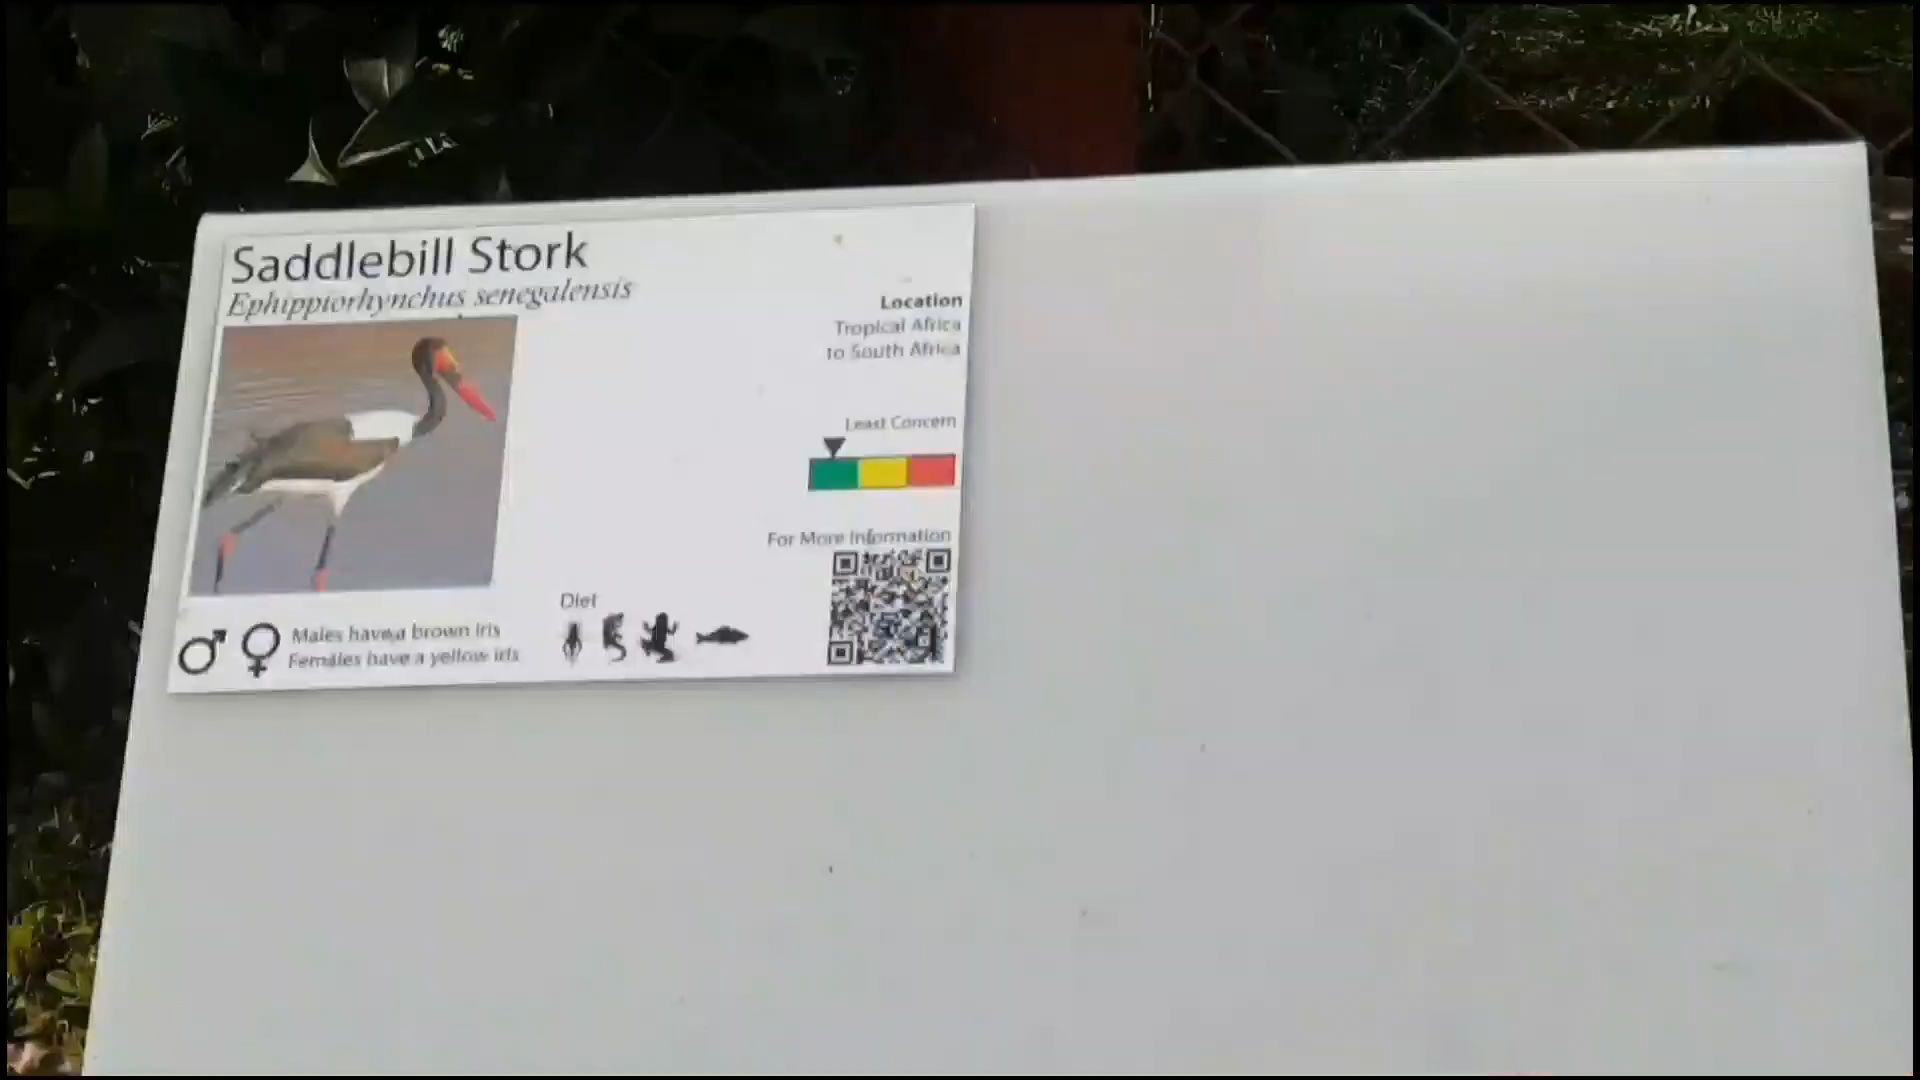 Saddlebill Stork
Ephippiorhynchus senegalensis
Location
Tropical Africa
to South Africa
Least Concern
For More Information
Diet
Males have a brown iris
Females have a yellow iris